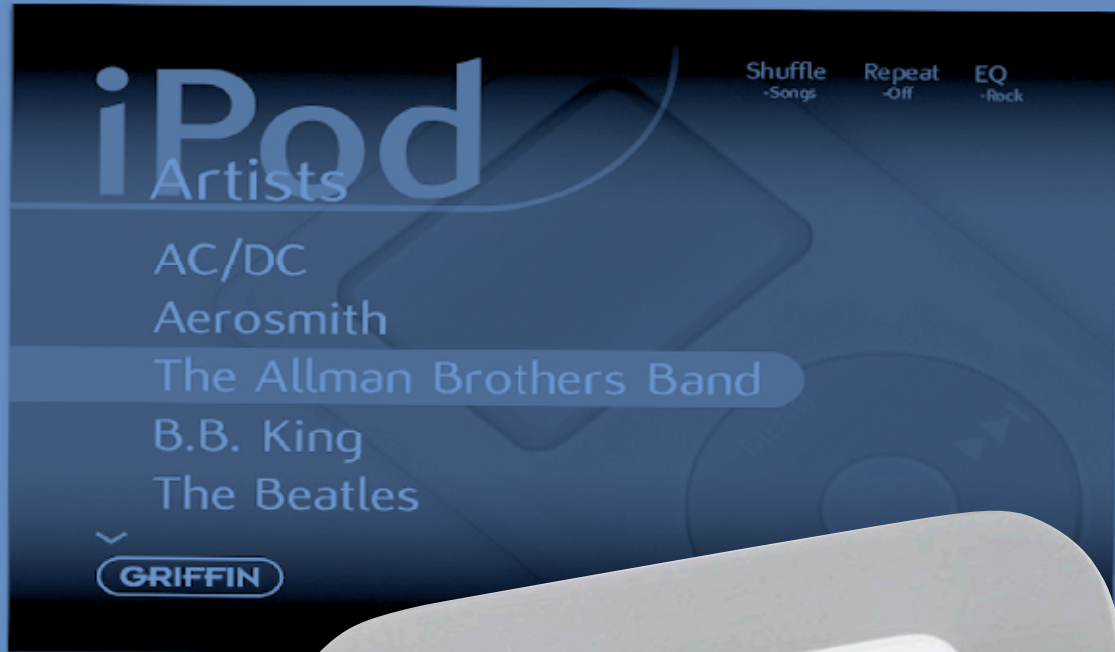 iPod
Shuffle Repeat EQ
-Songs -Off -Rock
Artists
AC/DC
Aerosmith
The Allman Brothers Band
B.B. King
The Beatles
GRIFFIN
MENU